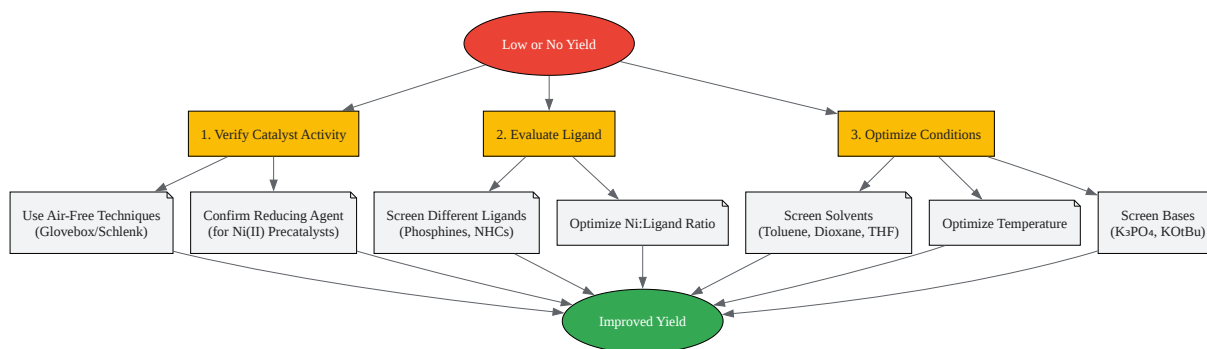 Low or No Yield
1. Verify Catalyst Activity
2. Evaluate Ligand
3. Optimize Conditions
Use Air-Free Techniques
(Glovebox/Schlenk)
Confirm Reducing Agent
(for Ni(II) Precatalysts)
Screen Different Ligands
(Phosphines, NHCs)
Optimize Ni:Ligand Ratio
Screen Solvents
(Toluene, Dioxane, THF)
Optimize Temperature
Screen Bases
(K₃PO₄, KOtBu)
Improved Yield